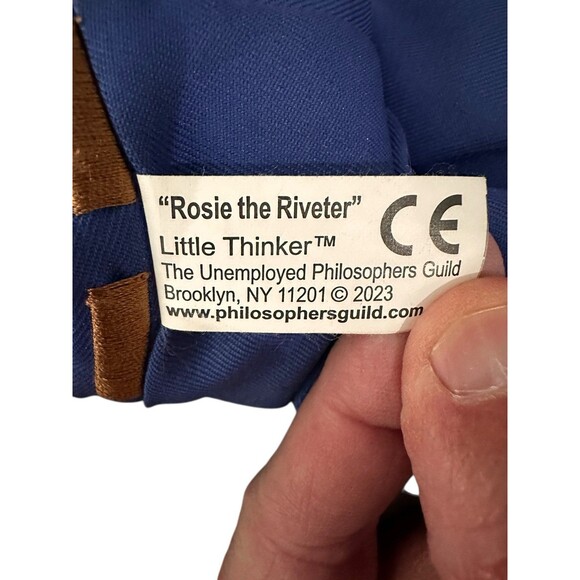 “Rosie the Riveter” CE
Little Thinker™
The Unemployed Philosophers Guild
Brooklyn, NY 11201 © 2023
www.philosophersguild.com